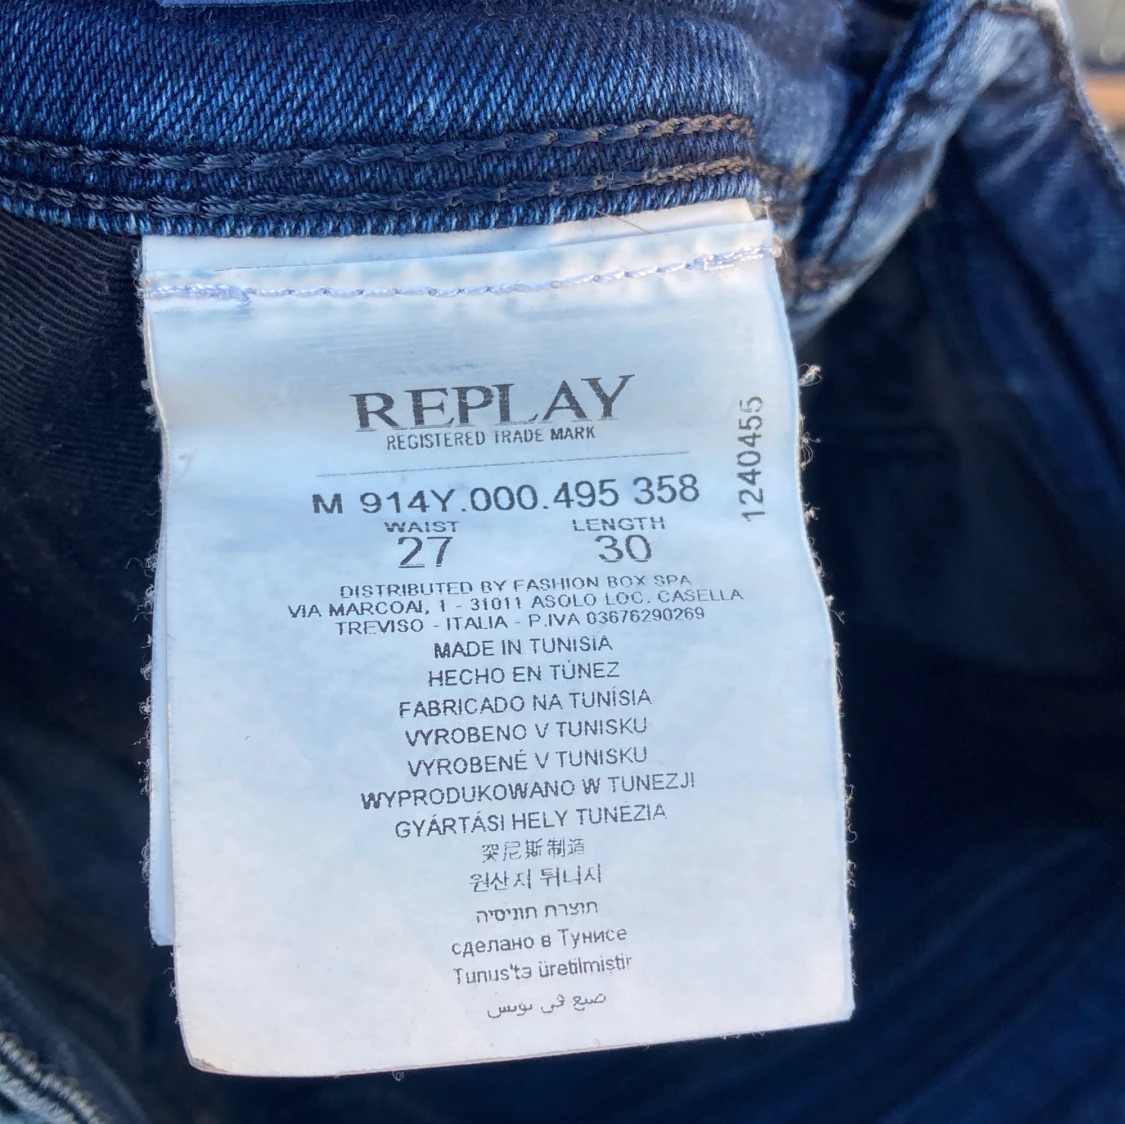 REPLAY
REGISTERED TRADE MARK
M 914Y.000.495 358
WAIST LENGTH
27 30
DISTRIBUTED BY FASHION BOX SPA
VIA MARCOAI, 1 - 31011 ASOLO LOC. CASELLA
TREVISO - ITALIA - P.IVA 03676290269
MADE IN TUNISIA
HECHO EN TÚNEZ
FABRICADO NA TUNÍSIA
VYROBENO V TUNISKU
VYROBENÉ V TUNISKU
WYPRODUKOWANO W TUNEZJI
GYÁRTÁSI HELY TUNÉZIA
突尼斯制造
원산지 튀니지
תוצרת תוניסיה
сделано в Тунисе
Tunus'ta üretilmiştir
صنع في تونس
1240455